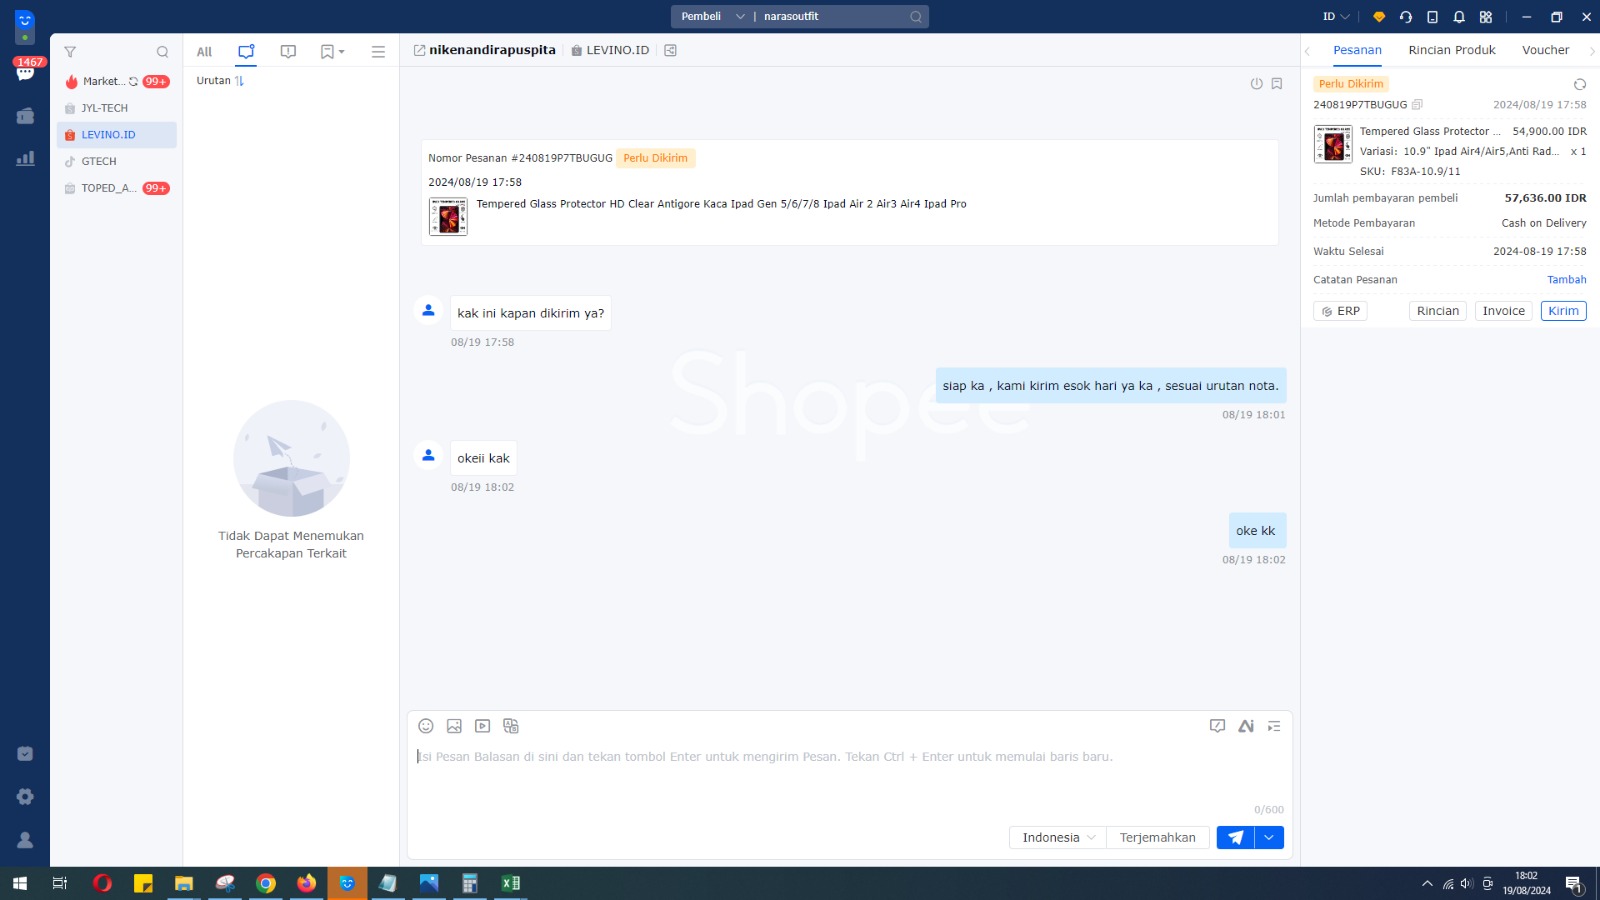 Pembeli | narasoutfit
ID
1467
Market... 99+
JYL-TECH
LEVINO.ID
GTECH
TOPED_A... 99+
All
Urutan
Tidak Dapat Menemukan
Percakapan Terkait
nikenandirapuspita LEVINO.ID
Nomor Pesanan #240819P7TBUGUG Perlu Dikirim
2024/08/19 17:58
Tempered Glass Protector HD Clear Antigore Kaca Ipad Gen 5/6/7/8 Ipad Air 2 Air3 Air4 Ipad Pro
kak ini kapan dikirim ya?
08/19 17:58
Shopee
siap ka , kami kirim esok hari ya ka , sesuai urutan nota.
08/19 18:01
okeii kak
08/19 18:02
oke kk
08/19 18:02
Isi Pesan Balasan di sini dan tekan tombol Enter untuk mengirim Pesan. Tekan Ctrl + Enter untuk memulai baris baru.
0/600
Indonesia Terjemahkan
Pesanan Rincian Produk Voucher
Perlu Dikirim
240819P7TBUGUG 2024/08/19 17:58
Tempered Glass Protector ... 54,900.00 IDR
Variasi: 10.9" Ipad Air4/Air5,Anti Rad... x 1
SKU: F83A-10.9/11
Jumlah pembayaran pembeli 57,636.00 IDR
Metode Pembayaran Cash on Delivery
Waktu Selesai 2024-08-19 17:58
Catatan Pesanan Tambah
ERP Rincian Invoice Kirim
18:02
19/08/2024
1